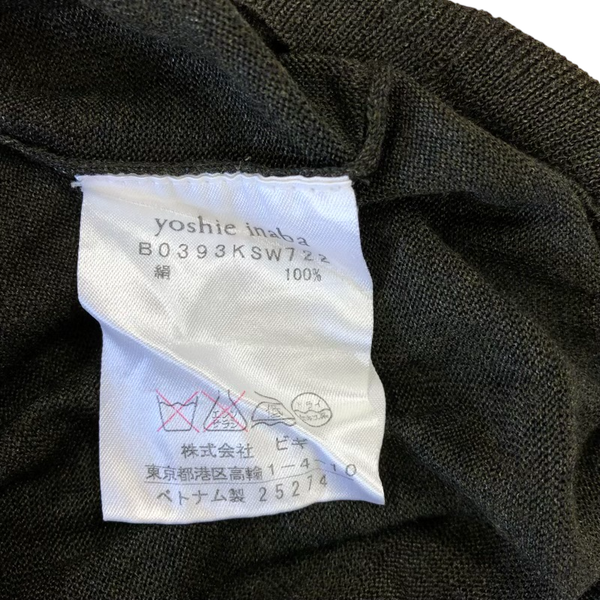 yoshie inaba
B0393KSW722
絹 100%
株式会社 ビギ
東京都港区高輪1-4-10
ベトナム製 25274